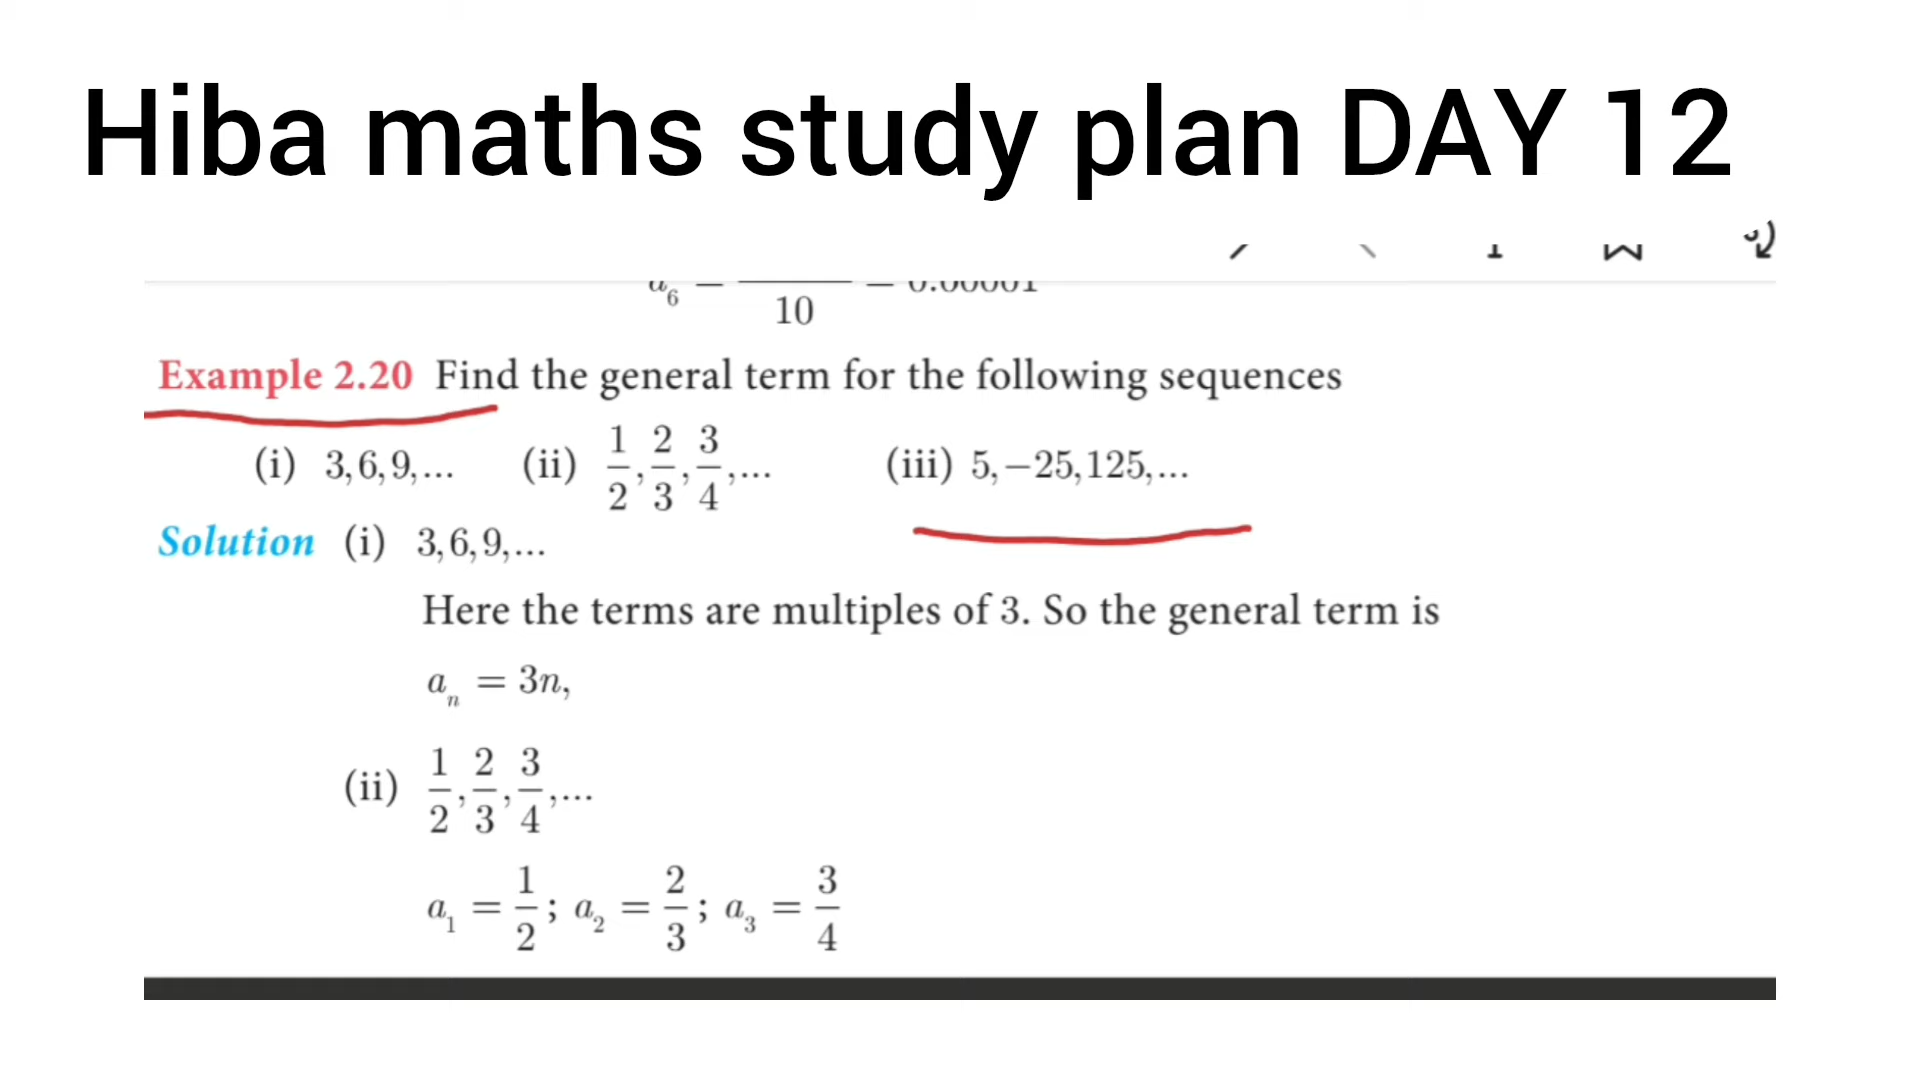 Hiba maths study plan DAY 12
a₆ = ―― = 0.00001
10
Example 2.20 Find the general term for the following sequences
(i) 3,6,9,... (ii) 1/2, 2/3, 3/4,... (iii) 5,−25,125,...
Solution (i) 3,6,9,...
Here the terms are multiples of 3. So the general term is
aₙ = 3n,
(ii) 1/2, 2/3, 3/4,...
a₁ = 1/2; a₂ = 2/3; a₃ = 3/4